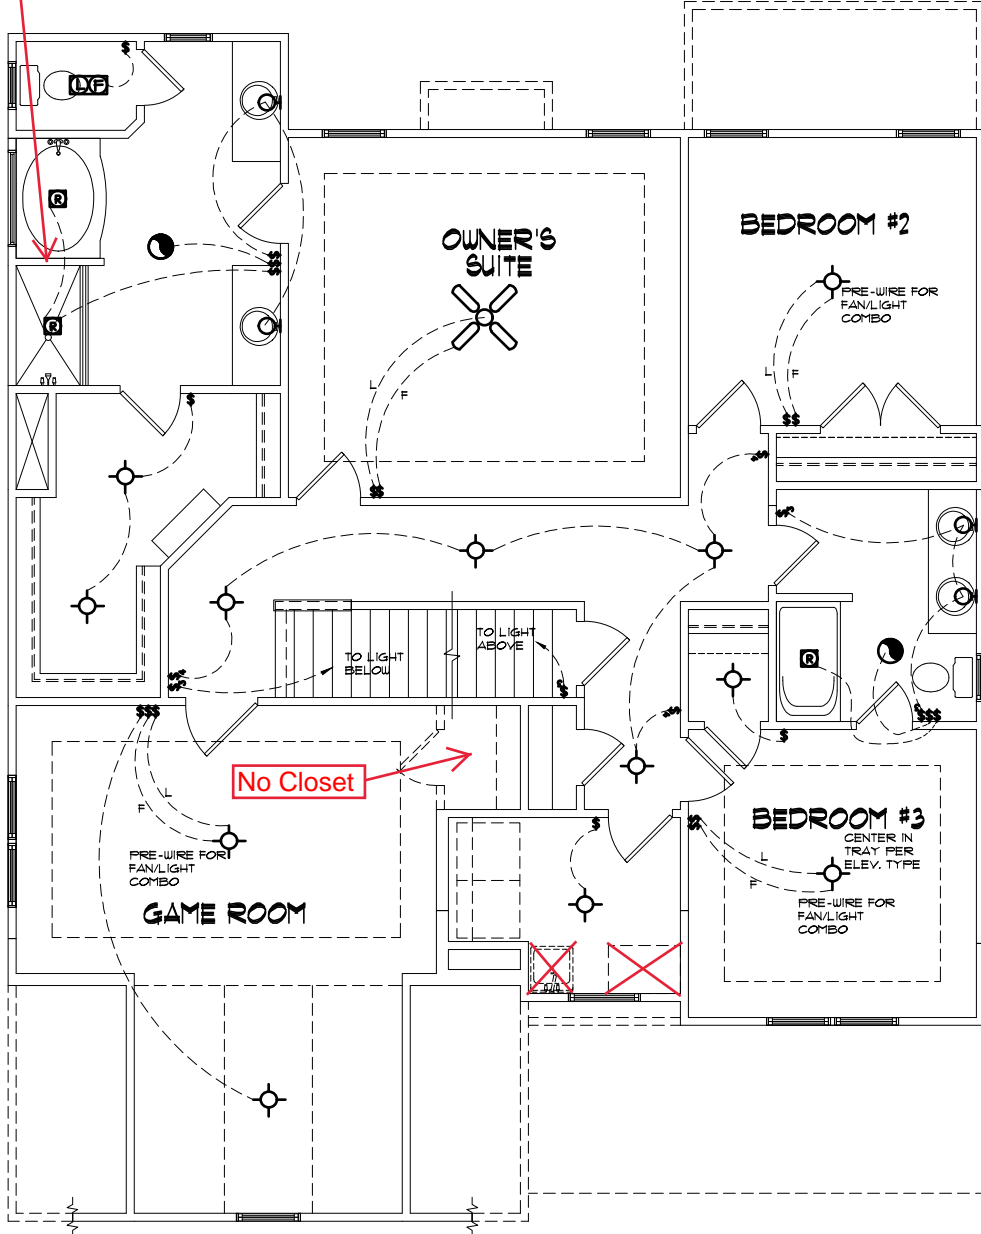 L F
R
OWNER'S
SUITE
BEDROOM #2
PRE-WIRE FOR
FAN/LIGHT
COMBO
R
L F
L
F
$
$$$
$$
$$
$
TO LIGHT
ABOVE
TO LIGHT
BELOW
R
$$$
$$$
No Closet
L
F
PRE-WIRE FOR
FAN/LIGHT
COMBO
GAME ROOM
BEDROOM #3
CENTER IN
TRAY PER
ELEV. TYPE
L
F
PRE-WIRE FOR
FAN/LIGHT
COMBO